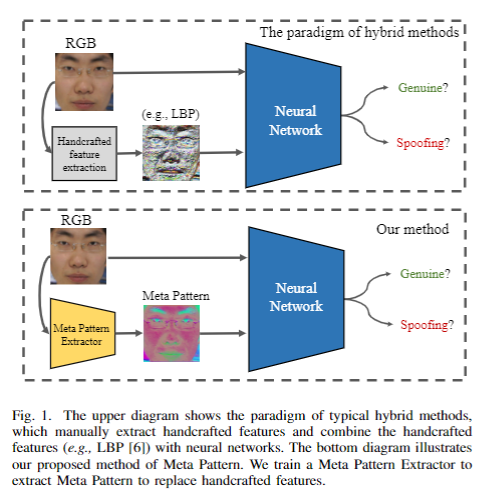 The paradigm of hybrid methods
RGB
(e.g., LBP)
Handcrafted
feature
extraction
Neural
Network
Genuine?
Spoofing?
Our method
RGB
Meta Pattern
Meta Pattern
Extractor
Neural
Network
Genuine?
Spoofing?
Fig. 1. The upper diagram shows the paradigm of typical hybrid methods,
which manually extract handcrafted features and combine the handcrafted
features (e.g., LBP [6]) with neural networks. The bottom diagram illustrates
our proposed method of Meta Pattern. We train a Meta Pattern Extractor to
extract Meta Pattern to replace handcrafted features.